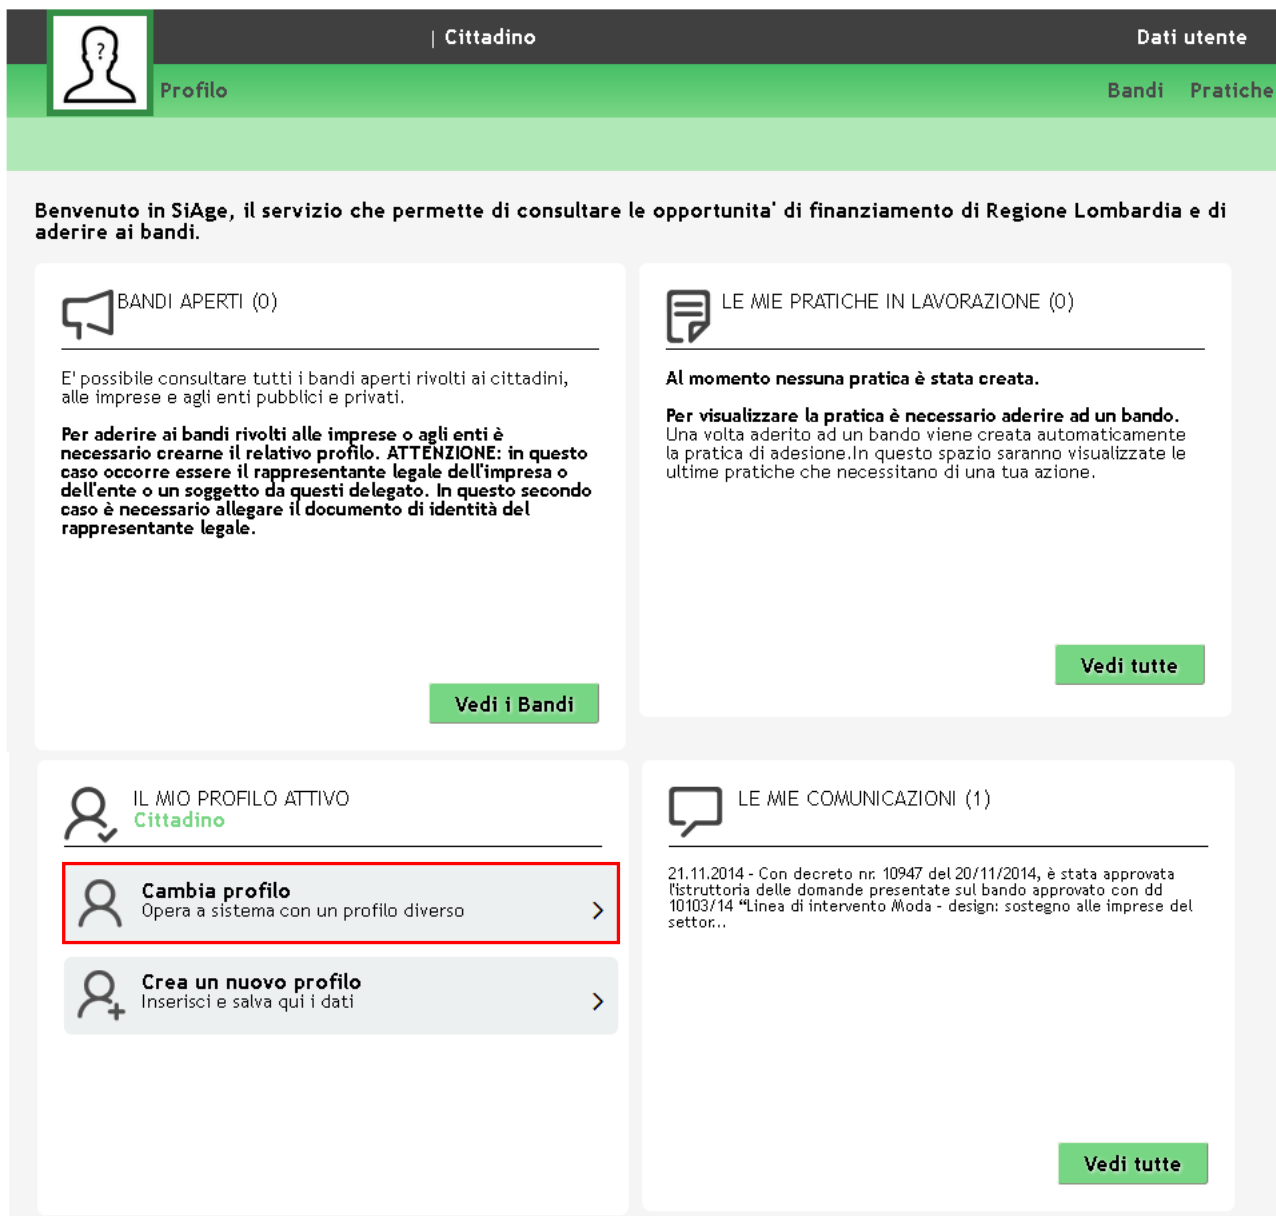 ?
| Cittadino
Dati utente
Profilo
Bandi Pratiche
Benvenuto in SiAge, il servizio che permette di consultare le opportunita' di finanziamento di Regione Lombardia e di
aderire ai bandi.
BANDI APERTI (0)
E' possibile consultare tutti i bandi aperti rivolti ai cittadini,
alle imprese e agli enti pubblici e privati.
Per aderire ai bandi rivolti alle imprese o agli enti è
necessario crearne il relativo profilo. ATTENZIONE: in questo
caso occorre essere il rappresentante legale dell'impresa o
dell'ente o un soggetto da questi delegato. In questo secondo
caso è necessario allegare il documento di identità del
rappresentante legale.
Vedi i Bandi
LE MIE PRATICHE IN LAVORAZIONE (0)
Al momento nessuna pratica è stata creata.
Per visualizzare la pratica è necessario aderire ad un bando.
Una volta aderito ad un bando viene creata automaticamente
la pratica di adesione.In questo spazio saranno visualizzate le
ultime pratiche che necessitano di una tua azione.
Vedi tutte
IL MIO PROFILO ATTIVO
Cittadino
Cambia profilo
Opera a sistema con un profilo diverso
Crea un nuovo profilo
Inserisci e salva qui i dati
LE MIE COMUNICAZIONI (1)
21.11.2014 - Con decreto nr. 10947 del 20/11/2014, è stata approvata
l'istruttoria delle domande presentate sul bando approvato con dd
10103/14 “Linea di intervento Moda - design: sostegno alle imprese del
settor...
Vedi tutte